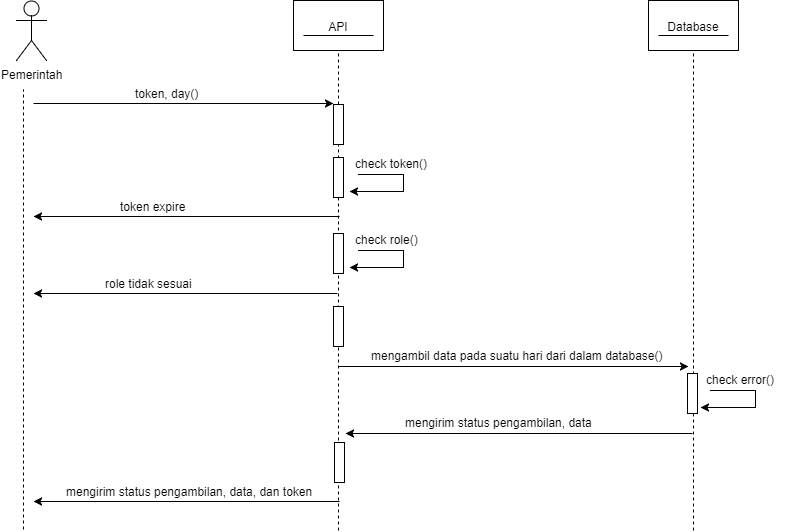 API
Database
Pemerintah
token, day()
check token()
token expire
check role()
role tidak sesuai
mengambil data pada suatu hari dari dalam database()
check error()
mengirim status pengambilan, data
mengirim status pengambilan, data, dan token